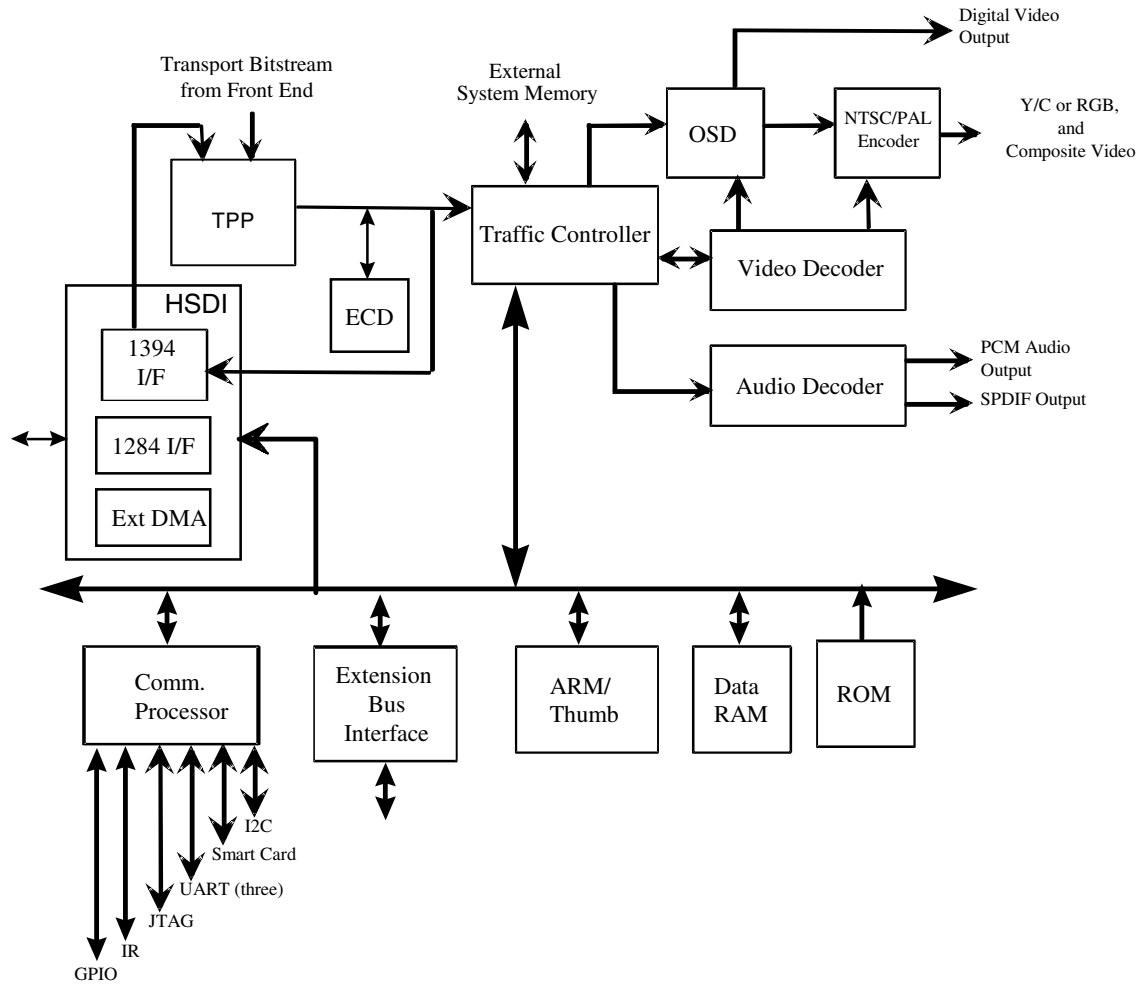 Digital Video
Output
Transport Bitstream
from Front End
External
System Memory
OSD
NTSC/PAL
Encoder
Y/C or RGB,
and
Composite Video
TPP
Traffic Controller
Video Decoder
HSDI
ECD
1394
I/F
PCM Audio
Output
Audio Decoder
SPDIF Output
1284 I/F
Ext DMA
Comm.
Processor
Extension
Bus
Interface
ARM/
Thumb
Data
RAM
ROM
I2C
Smart Card
UART (three)
JTAG
IR
GPIO